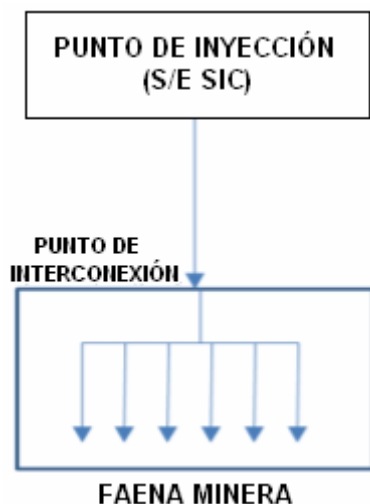 PUNTO DE INYECCIÓN
(S/E SIC)
PUNTO DE
INTERCONEXIÓN
FAENA MINERA